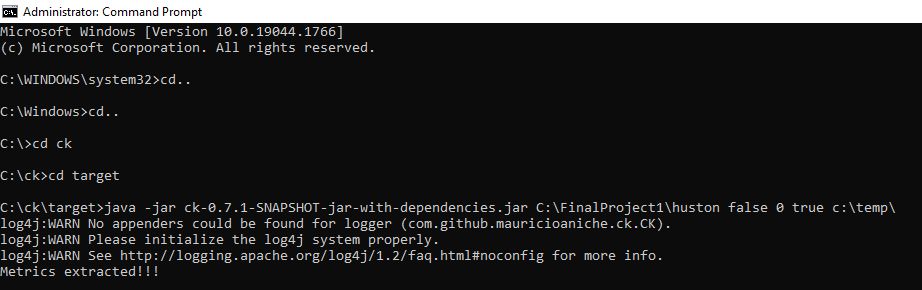 Administrator: Command Prompt
Microsoft Windows [Version 10.0.19044.1766]
(c) Microsoft Corporation. All rights reserved.
C:\WINDOWS\system32>cd..
C:\Windows>cd..
C:\>cd ck
C:\ck>cd target
C:\ck\target>java -jar ck-0.7.1-SNAPSHOT-jar-with-dependencies.jar C:\FinalProject1\huston false 0 true c:\temp\
log4j:WARN No appenders could be found for logger (com.github.mauricioaniche.ck.CK).
log4j:WARN Please initialize the log4j system properly.
log4j:WARN See http://logging.apache.org/log4j/1.2/faq.html#noconfig for more info.
Metrics extracted!!!